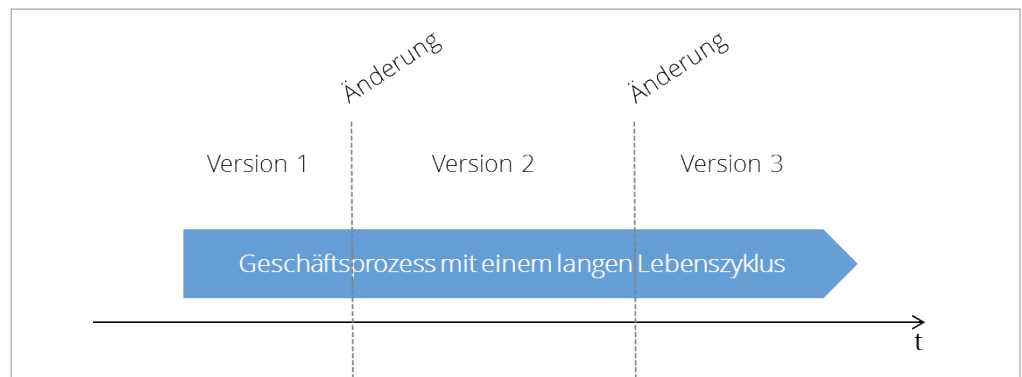 Änderung
Änderung
Version 1
Version 2
Version 3
Geschäftsprozess mit einem langen Lebenszyklus
t